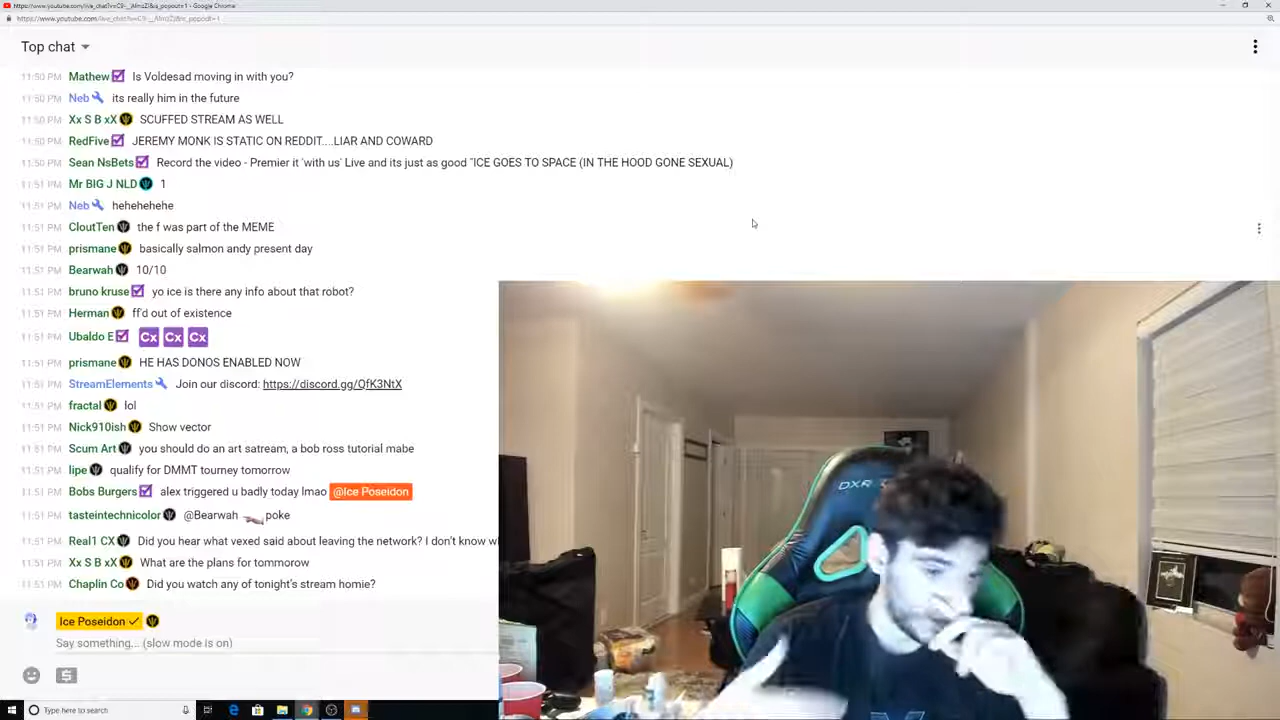 Top chat
11:50 PM Mathew Is Voldesad moving in with you?
11:50 PM Neb its really him in the future
11:50 PM Xx S B xX SCUFFED STREAM AS WELL
11:50 PM RedFive JEREMY MONK IS STATIC ON REDDIT....LIAR AND COWARD
11:50 PM Sean NsBets Record the video - Premier it 'with us' Live and its just as good "ICE GOES TO SPACE (IN THE HOOD GONE SEXUAL)
11:51 PM Mr BIG J NLD 1
11:51 PM Neb hehehehehe
11:51 PM CloutTen the f was part of the MEME
11:51 PM prismane basically salmon andy present day
11:51 PM Bearwah 10/10
11:51 PM bruno kruse yo ice is there any info about that robot?
11:51 PM Herman ff'd out of existence
11:51 PM Ubaldo E Cx Cx Cx
11:51 PM prismane HE HAS DONOS ENABLED NOW
11:51 PM StreamElements Join our discord: https://discord.gg/QfK3NtX
11:51 PM fractal lol
11:51 PM Nick910ish Show vector
11:51 PM Scum Art you should do an art satream, a bob ross tutorial mabe
11:51 PM lipe qualify for DMMT tourney tomorrow
11:51 PM Bobs Burgers alex triggered u badly today lmao @Ice Poseidon
11:51 PM tasteintechnicolor @Bearwah poke
11:51 PM Real1 CX Did you hear what vexed said about leaving the network? I don't know
11:51 PM Xx S B xX What are the plans for tommorow
11:51 PM Chaplin Co Did you watch any of tonight's stream homie?
Ice Poseidon
Say something... (slow mode is on)
Type here to search